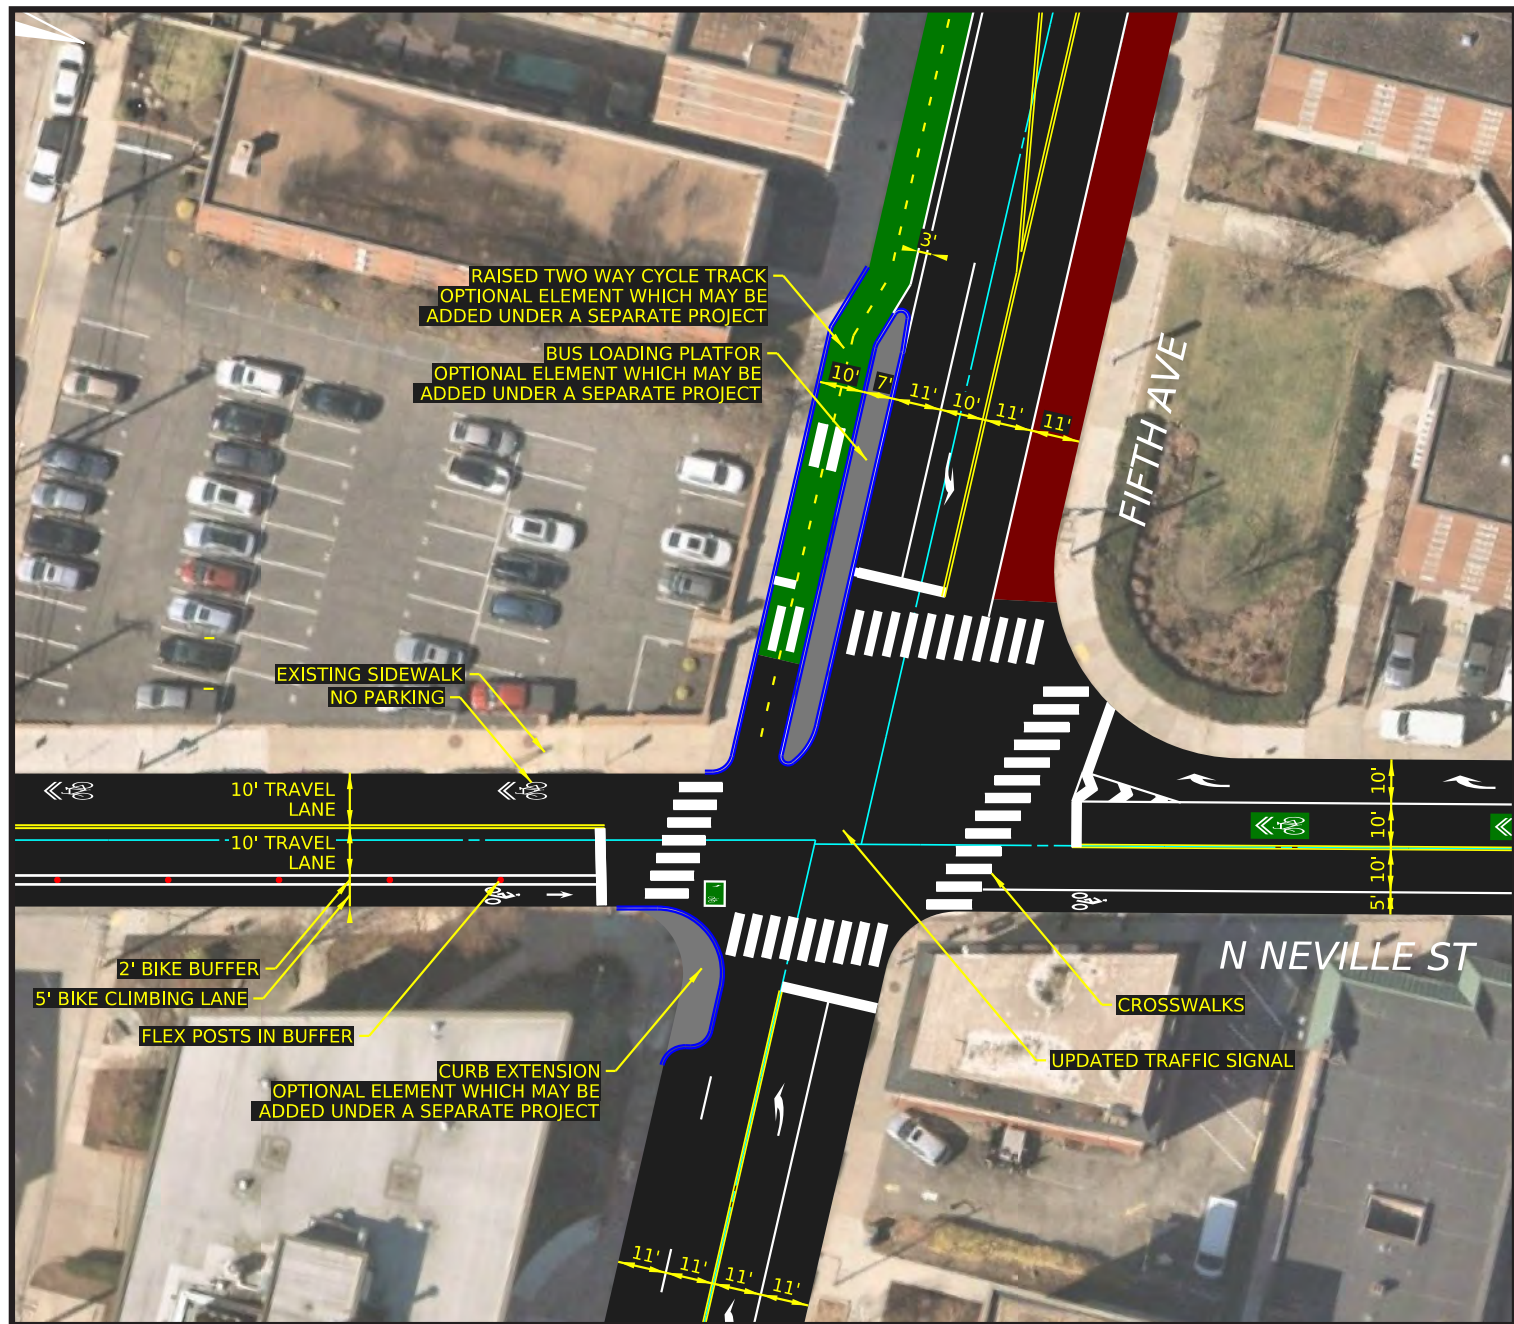 3'
RAISED TWO WAY CYCLE TRACK
OPTIONAL ELEMENT WHICH MAY BE
ADDED UNDER A SEPARATE PROJECT
BUS LOADING PLATFOR
OPTIONAL ELEMENT WHICH MAY BE
ADDED UNDER A SEPARATE PROJECT
10'
7'
11'
10'
11'
11'
FIFTH AVE
EXISTING SIDEWALK
NO PARKING
10' TRAVEL
LANE
10' TRAVEL
LANE
10'
10'
10'
5'
N NEVILLE ST
2' BIKE BUFFER
5' BIKE CLIMBING LANE
FLEX POSTS IN BUFFER
CROSSWALKS
UPDATED TRAFFIC SIGNAL
CURB EXTENSION
OPTIONAL ELEMENT WHICH MAY BE
ADDED UNDER A SEPARATE PROJECT
11'
11'
11'
11'